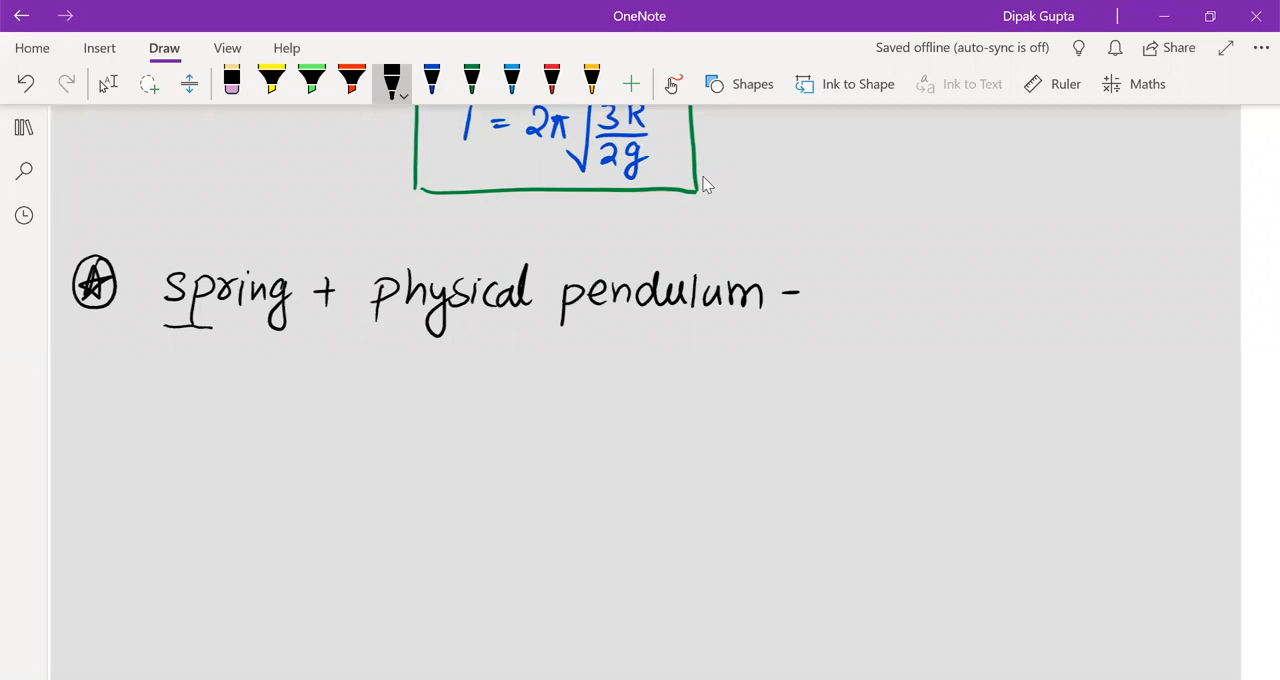 OneNote
Dipak Gupta
Home Insert Draw View Help
Saved offline (auto-sync is off)
Share
Shapes Ink to Shape Ink to Text Ruler Maths
T = 2π √(3R/2g)
spring + physical pendulum -